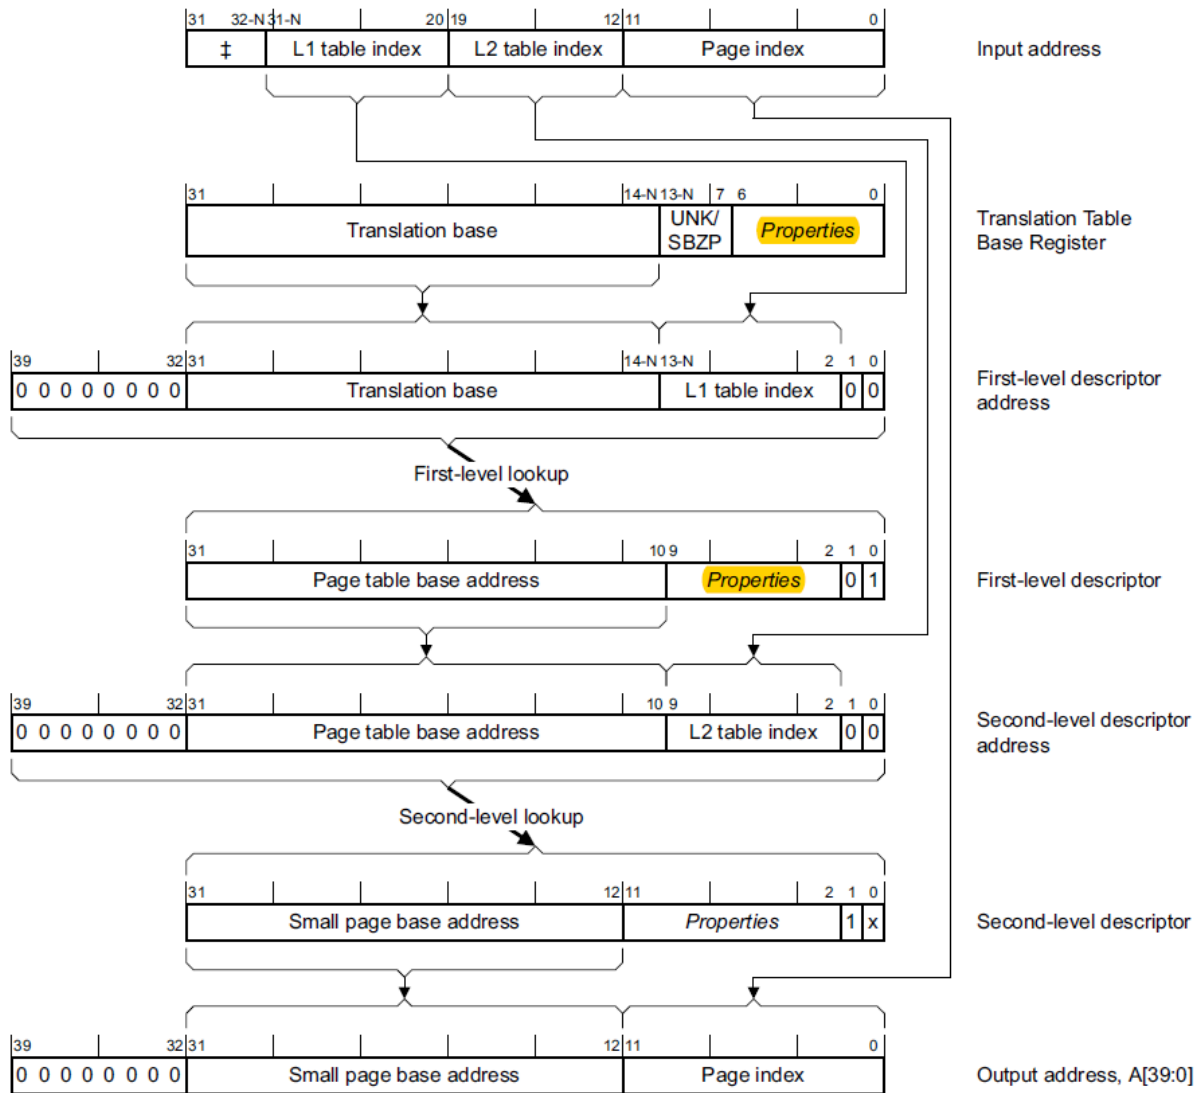 31 32-N 31-N 20 19 12 11 0
‡ L1 table index L2 table index Page index Input address
31 14-N 13-N 7 6 0
Translation base UNK/ SBZP Properties Translation Table Base Register
39 32 31 14-N 13-N 2 1 0
0 0 0 0 0 0 0 0 Translation base L1 table index 0 0 First-level descriptor address
First-level lookup
31 10 9 2 1 0
Page table base address Properties 0 1 First-level descriptor
39 32 31 10 9 2 1 0
0 0 0 0 0 0 0 0 Page table base address L2 table index 0 0 Second-level descriptor address
Second-level lookup
31 12 11 2 1 0
Small page base address Properties 1 x Second-level descriptor
39 32 31 12 11 0
0 0 0 0 0 0 0 0 Small page base address Page index Output address, A[39:0]